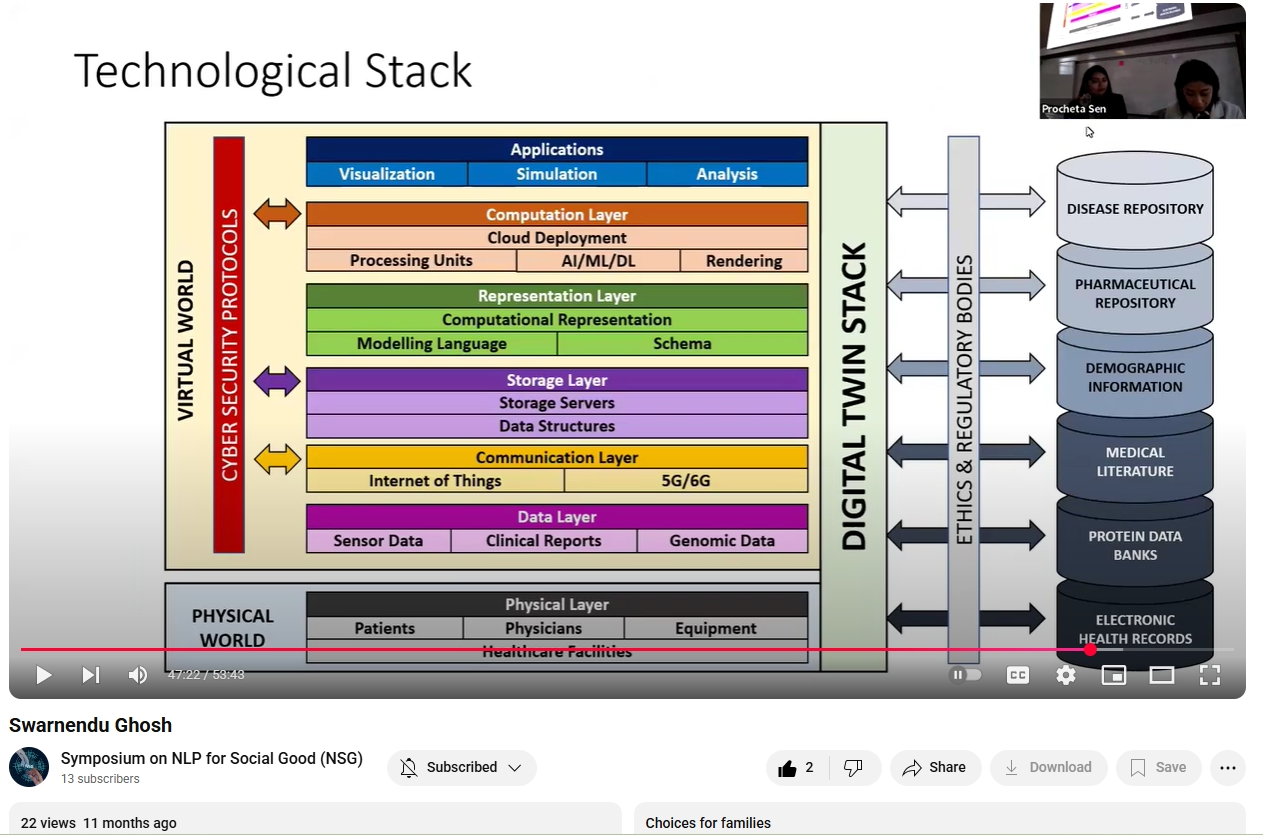 Technological Stack
Procheta Sen
VIRTUAL WORLD
CYBER SECURITY PROTOCOLS
Applications
Visualization Simulation Analysis
Computation Layer
Cloud Deployment
Processing Units AI/ML/DL Rendering
Representation Layer
Computational Representation
Modelling Language Schema
Storage Layer
Storage Servers
Data Structures
Communication Layer
Internet of Things 5G/6G
Data Layer
Sensor Data Clinical Reports Genomic Data
PHYSICAL
WORLD
Physical Layer
Patients Physicians Equipment
Healthcare Facilities
DIGITAL TWIN STACK
ETHICS & REGULATORY BODIES
DISEASE REPOSITORY
PHARMACEUTICAL
REPOSITORY
DEMOGRAPHIC
INFORMATION
MEDICAL
LITERATURE
PROTEIN DATA
BANKS
ELECTRONIC
HEALTH RECORDS
47:22 / 53:43
CC
Swarnendu Ghosh
Symposium on NLP for Social Good (NSG)
13 subscribers
Subscribed
2
Share
Download
Save
22 views 11 months ago
Choices for families